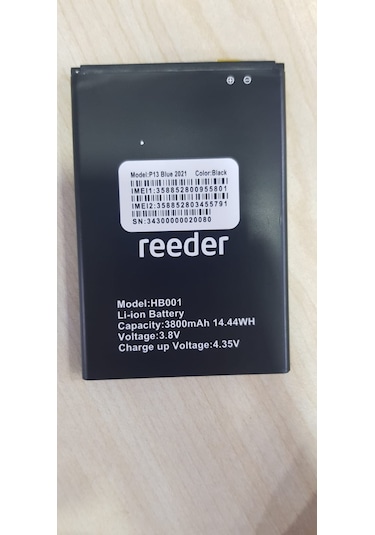 Model:P13 Blue 2021 Color:Black
IMEI1:358852800955801
IMEI2:358852803455791
SN:34300000020080
reeder
Model:HB001
Li-ion Battery
Capacity:3800mAh 14.44WH
Voltage:3.8V
Charge up Voltage:4.35V